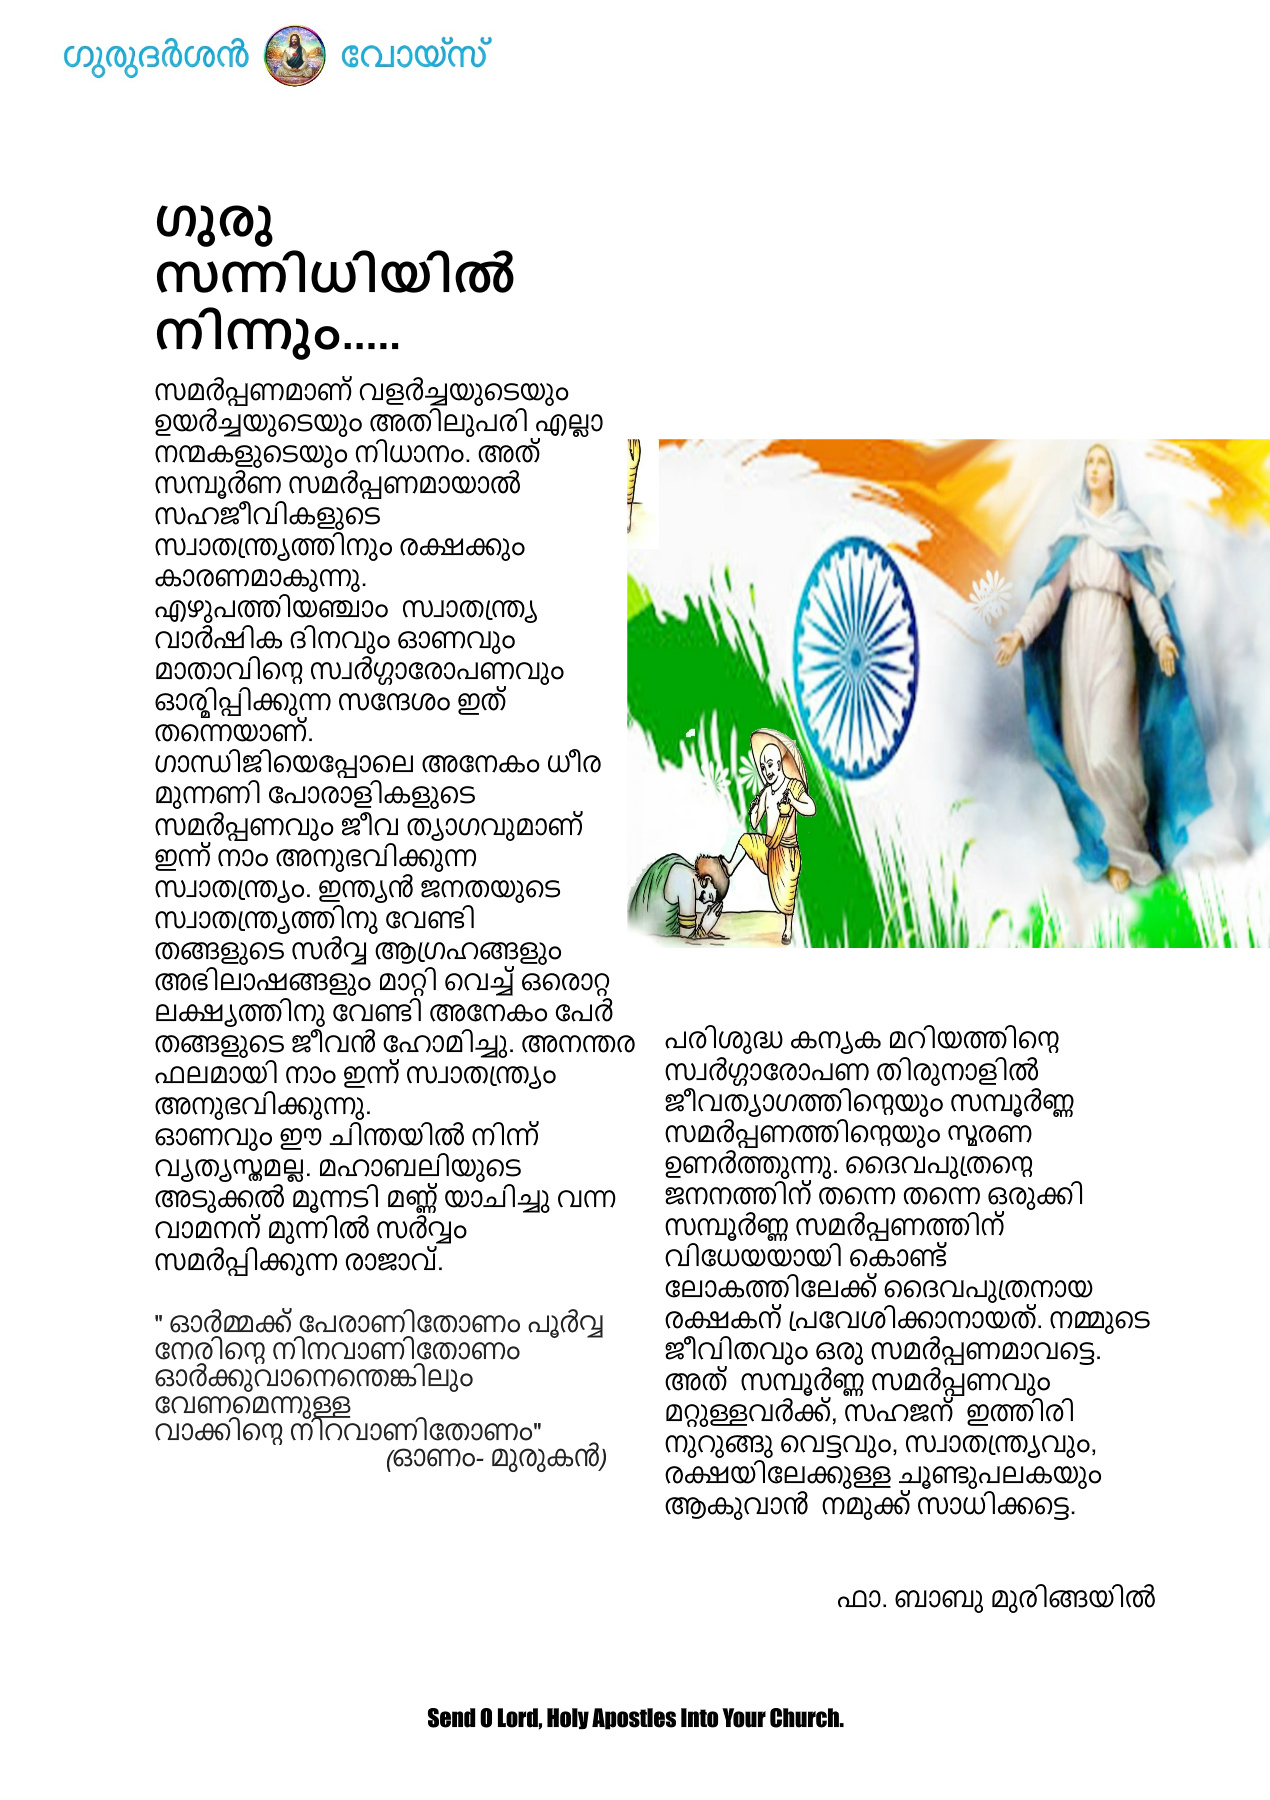 ഗുരുദർശൻ വോയ്സ്
ഗുരു
സന്നിധിയിൽ
നിന്നും.....
സമർപ്പണമാണ് വളർച്ചയുടെയും
ഉയർച്ചയുടെയും അതിലുപരി എല്ലാ
നന്മകളുടെയും നിധാനം. അത്
സമ്പൂർണ സമർപ്പണമായാൽ
സഹജീവികളുടെ
സ്വാതന്ത്ര്യത്തിനും രക്ഷക്കും
കാരണമാകുന്നു.
എഴുപത്തിയഞ്ചാം  സ്വാതന്ത്ര്യ
വാർഷിക ദിനവും ഓണവും
മാതാവിന്റെ സ്വർഗ്ഗാരോപണവും
ഓര്മിപ്പിക്കുന്ന സന്ദേശം ഇത്
തന്നെയാണ്.
ഗാന്ധിജിയെപ്പോലെ അനേകം ധീര
മുന്നണി പോരാളികളുടെ
സമർപ്പണവും ജീവ ത്യാഗവുമാണ്
ഇന്ന് നാം അനുഭവിക്കുന്ന
സ്വാതന്ത്ര്യം. ഇന്ത്യൻ ജനതയുടെ
സ്വാതന്ത്ര്യത്തിനു വേണ്ടി
തങ്ങളുടെ സർവ്വ ആഗ്രഹങ്ങളും
അഭിലാഷങ്ങളും മാറ്റി വെച്ച് ഒരൊറ്റ
ലക്ഷ്യത്തിനു വേണ്ടി അനേകം പേർ
തങ്ങളുടെ ജീവൻ ഹോമിച്ചു. അനന്തര
ഫലമായി നാം ഇന്ന് സ്വാതന്ത്ര്യം
അനുഭവിക്കുന്നു.
ഓണവും ഈ ചിന്തയിൽ നിന്ന്
വ്യത്യസ്തമല്ല. മഹാബലിയുടെ
അടുക്കൽ മൂന്നടി മണ്ണ് യാചിച്ചു വന്ന
വാമനന് മുന്നിൽ സർവ്വം
സമർപ്പിക്കുന്ന രാജാവ്.
" ഓർമ്മക്ക് പേരാണിതോണം പൂർവ്വ
നേരിന്റെ നിനവാണിതോണം
ഓർക്കുവാനെന്തെങ്കിലും
വേണമെന്നുള്ള
വാക്കിന്റെ നിറവാണിതോണം"
(ഓണം- മുരുകൻ)
പരിശുദ്ധ കന്യക മറിയത്തിന്റെ
സ്വർഗ്ഗാരോപണ തിരുനാളിൽ
ജീവത്യാഗത്തിന്റെയും സമ്പൂർണ്ണ
സമർപ്പണത്തിന്റെയും സ്മരണ
ഉണർത്തുന്നു. ദൈവപുത്രന്റെ
ജനനത്തിന് തന്നെ തന്നെ ഒരുക്കി
സമ്പൂർണ്ണ സമർപ്പണത്തിന്
വിധേയയായി കൊണ്ട്
ലോകത്തിലേക്ക് ദൈവപുത്രനായ
രക്ഷകന് പ്രവേശിക്കാനായത്. നമ്മുടെ
ജീവിതവും ഒരു സമർപ്പണമാവട്ടെ.
അത്  സമ്പൂർണ്ണ സമർപ്പണവും
മറ്റുള്ളവർക്ക്, സഹജന്  ഇത്തിരി
നുറുങ്ങു വെട്ടവും, സ്വാതന്ത്ര്യവും,
രക്ഷയിലേക്കുള്ള ചൂണ്ടുപലകയും
ആകുവാൻ  നമുക്ക് സാധിക്കട്ടെ.
ഫാ. ബാബു മുരിങ്ങയിൽ
Send O Lord, Holy Apostles Into Your Church.